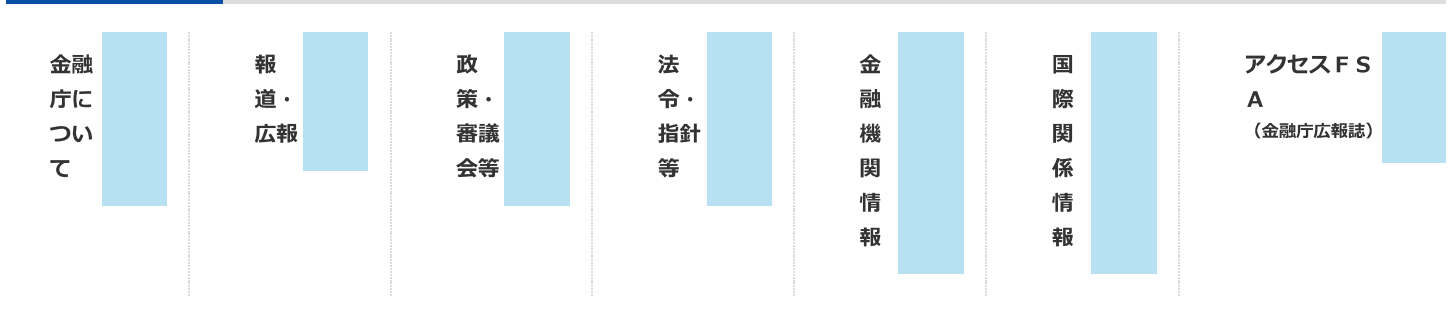 金融
庁に
つい
て
報
道・
広報
政
策・
審議
会等
法
令・
指針
等
金
融
機
関
情
報
国
際
関
係
情
報
アクセスＦＳ
Ａ
（金融庁広報誌）